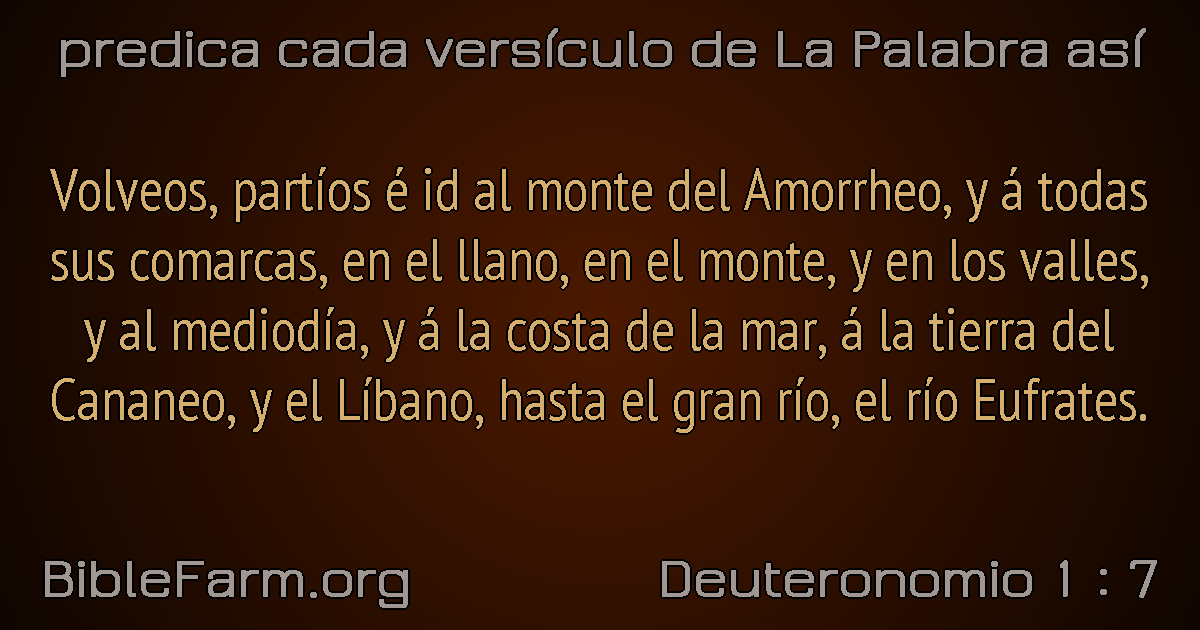 predica cada versículo de La Palabra así
Volveos, partíos é id al monte del Amorrheo, y á todas
sus comarcas, en el llano, en el monte, y en los valles,
y al mediodía, y á la costa de la mar, á la tierra del
Cananeo, y el Líbano, hasta el gran río, el río Eufrates.
BibleFarm.org
Deuteronomio 1 : 7